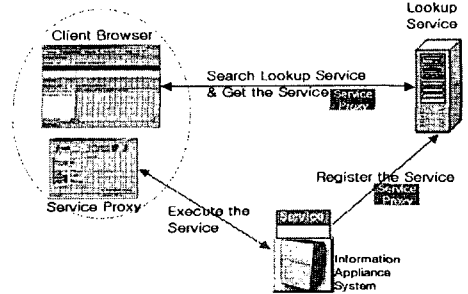 Lookup
Service
Client Browser
Search Lookup Service
& Get the Service
Service
Proxy
Register the Service
Service
Proxy
Service Proxy
Execute the
Service
Service
Information
Appliance
System